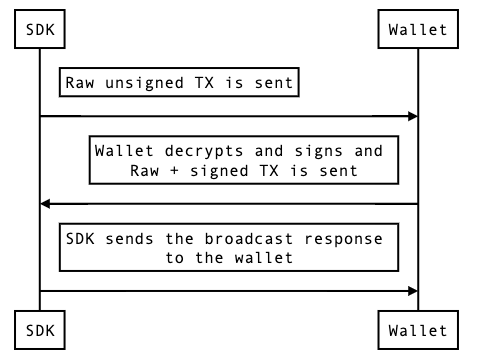 SDK
Wallet
Raw unsigned TX is sent
Wallet decrypts and signs and
Raw + signed TX is sent
SDK sends the broadcast response
to the wallet
SDK
Wallet